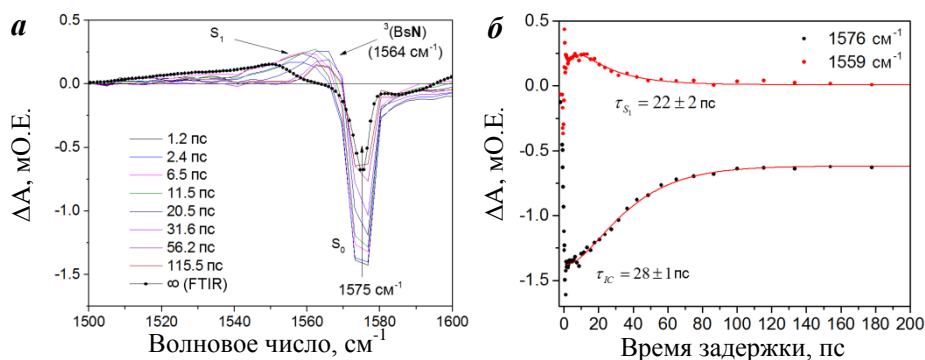 а
ΔA, мО.Е.
0.5
0.0
-0.5
-1.0
-1.5
S₁
³(BsN)
(1564 см⁻¹)
1.2 пс
2.4 пс
6.5 пс
11.5 пс
20.5 пс
31.6 пс
56.2 пс
115.5 пс
∞ (FTIR)
S₀
1575 см⁻¹
1500 1520 1540 1560 1580 1600
Волновое число, см⁻¹
б
ΔA, мО.Е.
0.5
0.0
-0.5
-1.0
-1.5
1576 см⁻¹
1559 см⁻¹
τ_S₁ = 22 ± 2 пс
τ_IC = 28 ± 1 пс
0 20 40 60 80 100 120 140 160 180 200
Время задержки, пс